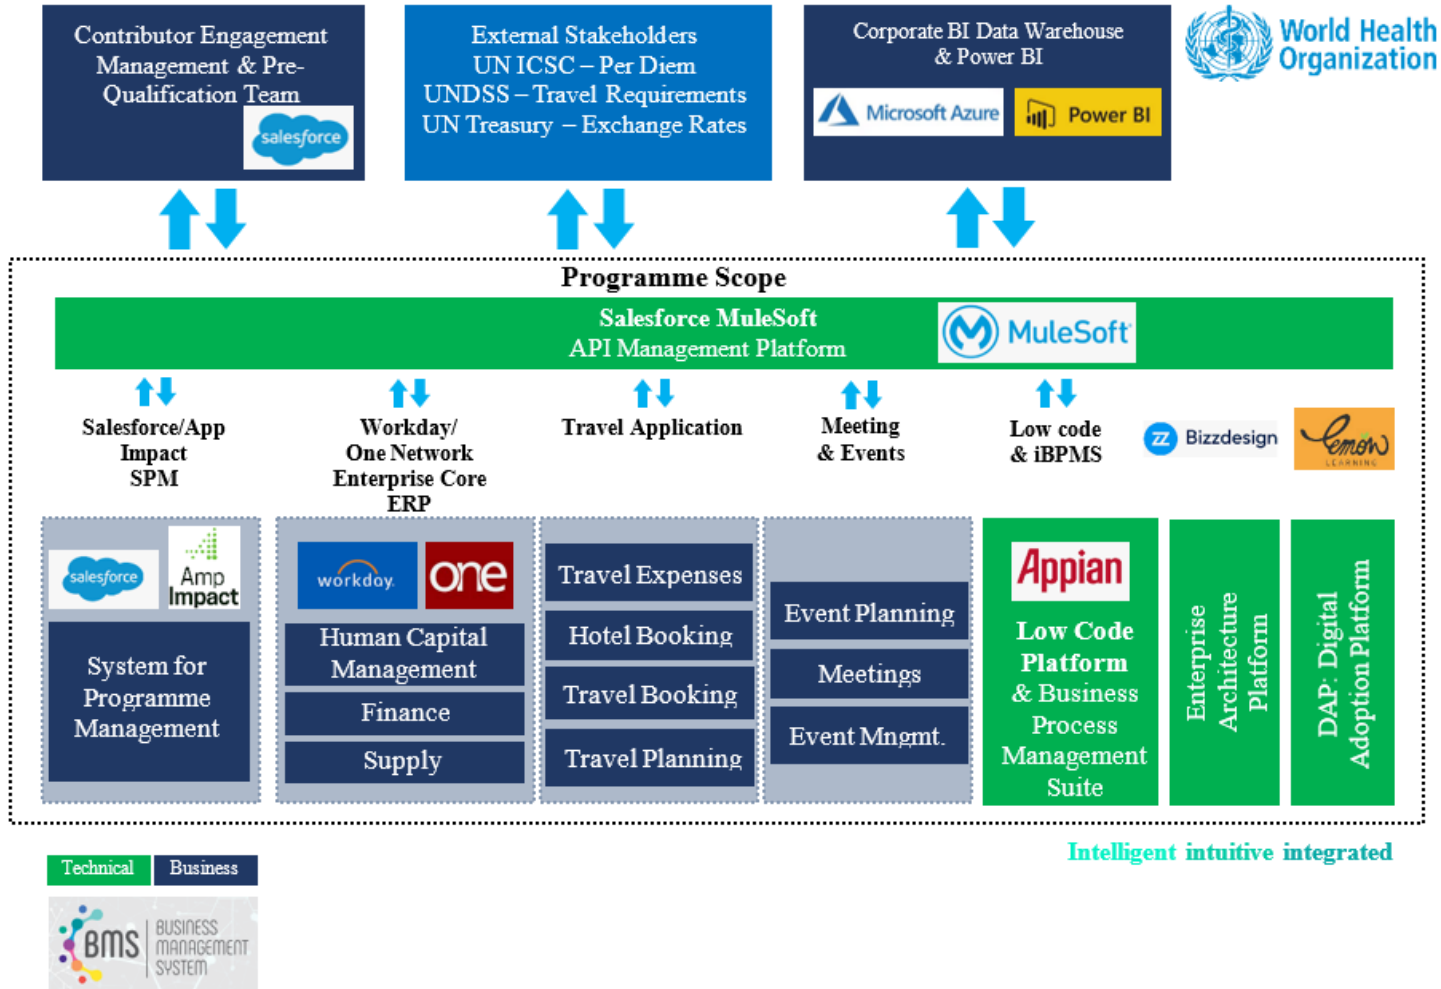 Contributor Engagement
Management & Pre-
Qualification Team
salesforce
External Stakeholders
UN ICSC – Per Diem
UNDSS – Travel Requirements
UN Treasury – Exchange Rates
Corporate BI Data Warehouse
& Power BI
Microsoft Azure
Power BI
World Health
Organization
Programme Scope
Salesforce MuleSoft
API Management Platform
MuleSoft
Salesforce/App
Impact
SPM
Workday/
One Network
Enterprise Core
ERP
Travel Application
Meeting
& Events
Low code
& iBPMS
Bizzdesign
Lemon
LEARNING
salesforce
Amp
Impact
System for
Programme
Management
workday.
one
Human Capital
Management
Finance
Supply
Travel Expenses
Hotel Booking
Travel Booking
Travel Planning
Event Planning
Meetings
Event Mngmt.
Appian
Low Code
Platform
& Business
Process
Management
Suite
Enterprise
Architecture
Platform
DAP: Digital
Adoption Platform
Intelligent intuitive integrated
Technical
Business
BMS
BUSINESS
MANAGEMENT
SYSTEM